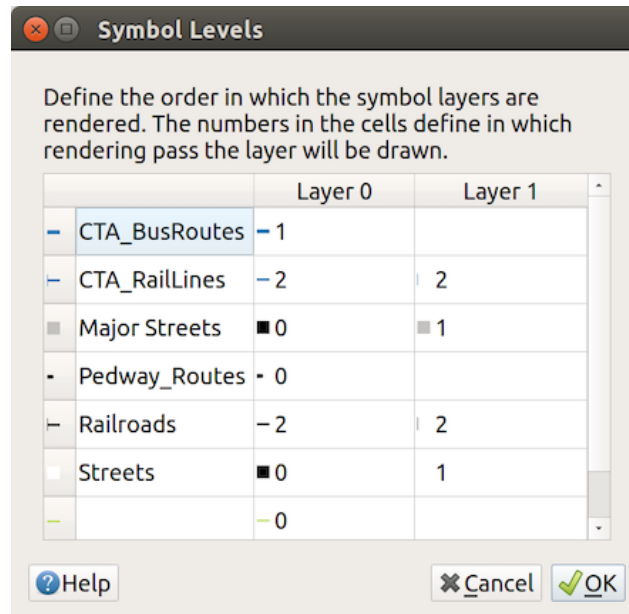 Symbol Levels
Define the order in which the symbol layers are
rendered. The numbers in the cells define in which
rendering pass the layer will be drawn.
Layer 0 Layer 1
CTA_BusRoutes 1
CTA_RailLines 2 2
Major Streets 0 1
Pedway_Routes 0
Railroads 2 2
Streets 0 1
0
Help Cancel OK